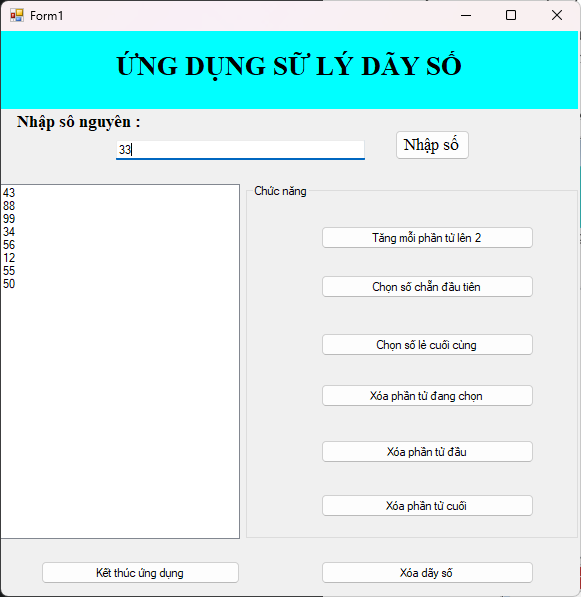 Form1
ỨNG DỤNG SỮ LÝ DÃY SỐ
Nhập sô nguyên :
33
Nhập số
43
88
99
34
56
12
55
50
Chức năng
Tăng mỗi phần tử lên 2
Chọn số chẵn đầu tiên
Chọn số lẻ cuối cùng
Xóa phần tử đang chọn
Xóa phần tử đầu
Xóa phần tử cuối
Kết thúc ứng dụng
Xóa dãy số